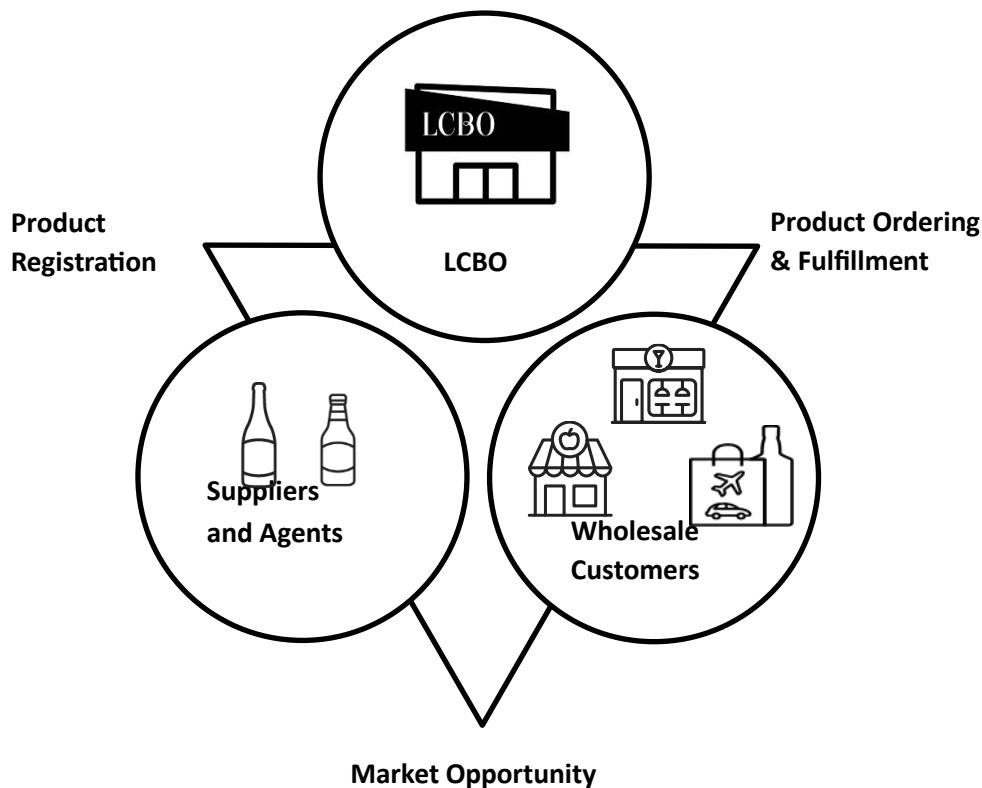 LCBO
LCBO
Product
Registration
Product Ordering
& Fulfillment
Suppliers
and Agents
Wholesale
Customers
Market Opportunity